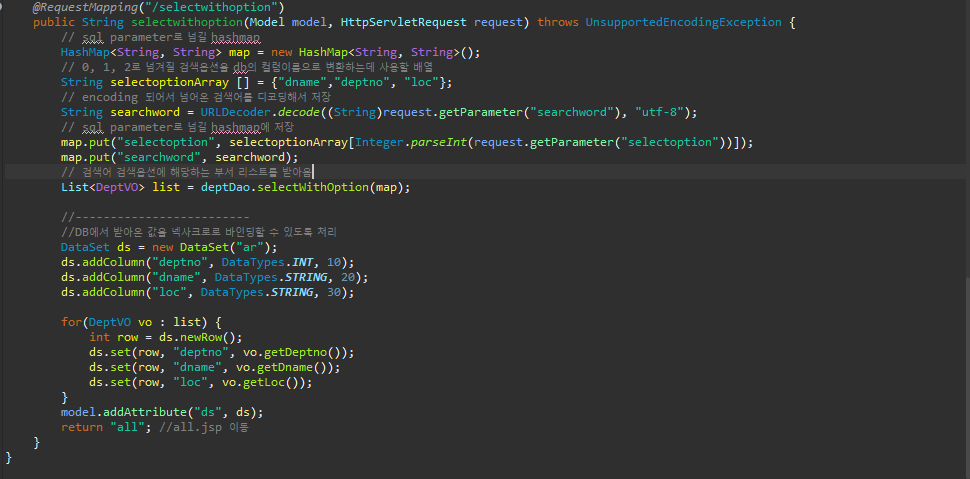 @RequestMapping("/selectwithoption")
public String selectwithoption(Model model, HttpServletRequest request) throws UnsupportedEncodingException {
// sql parameter로 넘길 hashmap
HashMap<String, String> map = new HashMap<String, String>();
// 0, 1, 2로 넘겨질 검색옵션을 db의 컬럼이름으로 변환하는데 사용할 배열
String selectoptionArray [] = {"dname","deptno", "loc"};
// encoding 되어서 넘어온 검색어를 디코딩해서 저장
String searchword = URLDecoder.decode((String)request.getParameter("searchword"), "utf-8");
// sql parameter로 넘길 hashmap에 저장
map.put("selectoption", selectoptionArray[Integer.parseInt(request.getParameter("selectoption"))]);
map.put("searchword", searchword);
// 검색어 검색옵션에 해당하는 부서 리스트를 받아옴
List<DeptVO> list = deptDao.selectWithOption(map);
//--------------------------
//DB에서 받아온 값을 넥사크로로 바인딩할 수 있도록 처리
DataSet ds = new DataSet("ar");
ds.addColumn("deptno", DataTypes.INT, 10);
ds.addColumn("dname", DataTypes.STRING, 20);
ds.addColumn("loc", DataTypes.STRING, 30);
for(DeptVO vo : list) {
int row = ds.newRow();
ds.set(row, "deptno", vo.getDeptno());
ds.set(row, "dname", vo.getDname());
ds.set(row, "loc", vo.getLoc());
}
model.addAttribute("ds", ds);
return "all"; //all.jsp 이동
}
}